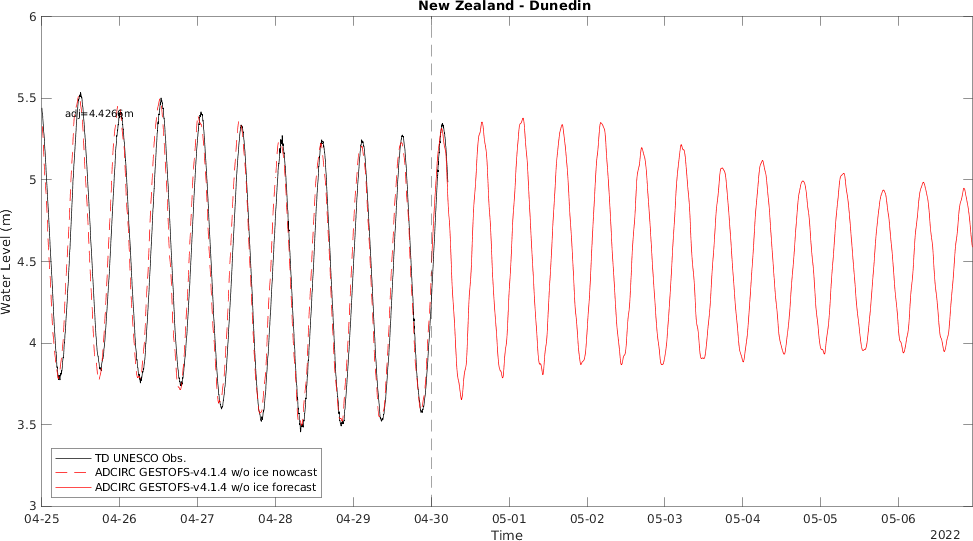 New Zealand - Dunedin
6
5.5
adj=4.4266m
5
Water Level (m)
4.5
4
3.5
TD UNESCO Obs.
ADCIRC GESTOFS-v4.1.4 w/o ice nowcast
ADCIRC GESTOFS-v4.1.4 w/o ice forecast
3
04-25 04-26 04-27 04-28 04-29 04-30 05-01 05-02 05-03 05-04 05-05 05-06
Time
2022